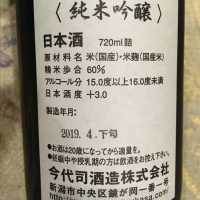 〈純米吟醸〉
日本酒 720ml詰
原材料名 米(国産)・米麹(国産米)
精米歩合 60%
アルコール分 15.0度以上16.0度未満
日本酒度 +3.0
製造年月:
2019. 4. 下旬
●お酒は20歳になってから適量を。
●妊娠中や授乳期の方は飲酒をお控え下さい。
今代司酒造株式会社
新潟市中央区鏡が岡一番一号